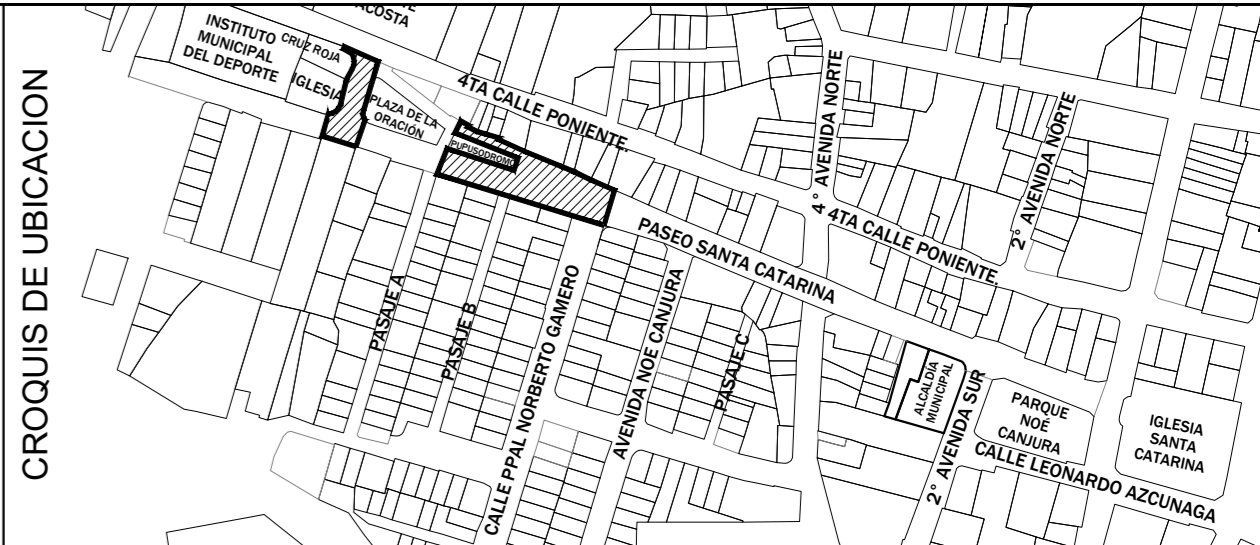 CROQUIS DE UBICACION
ACOSTA
INSTITUTO
MUNICIPAL
DEL DEPORTE
CRUZ ROJA
IGLESIA
PLAZA DE LA
ORACIÓN
4TA CALLE PONIENTE.
PUPUSODROMO
4° AVENIDA NORTE
2° AVENIDA NORTE
4TA CALLE PONIENTE.
PASEO SANTA CATARINA
PASAJE A
PASAJE B
CALLE PPAL NORBERTO GAMERO
AVENIDA NOE CANJURA
PASAJE C
ALCALDIA
MUNICIPAL
2° AVENIDA SUR
PARQUE
NOÉ
CANJURA
IGLESIA
SANTA
CATARINA
CALLE LEONARDO AZCUNAGA